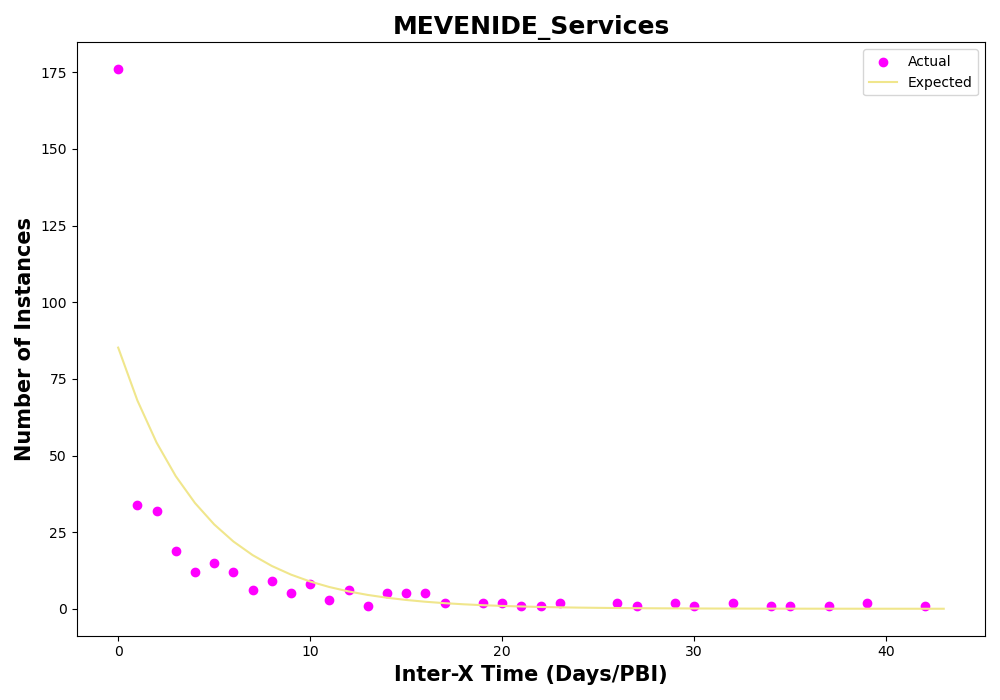 MEVENIDE_Services
Actual
Expected
Number of Instances
175
150
125
100
75
50
25
0
0
10
20
30
40
Inter-X Time (Days/PBI)